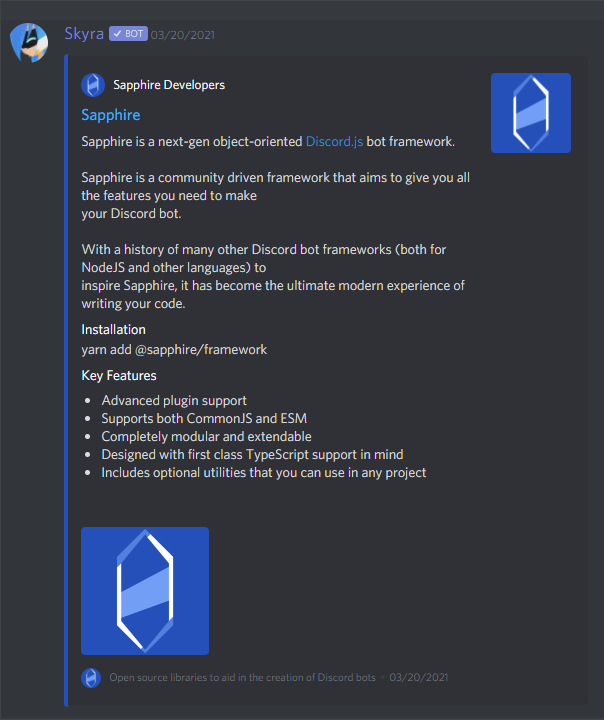 Skyra ✓ BOT 03/20/2021
Sapphire Developers
Sapphire
Sapphire is a next-gen object-oriented Discord.js bot framework.
Sapphire is a community driven framework that aims to give you all
the features you need to make
your Discord bot.
With a history of many other Discord bot frameworks (both for
NodeJS and other languages) to
inspire Sapphire, it has become the ultimate modern experience of
writing your code.
Installation
yarn add @sapphire/framework
Key Features
• Advanced plugin support
• Supports both CommonJS and ESM
• Completely modular and extendable
• Designed with first class TypeScript support in mind
• Includes optional utilities that you can use in any project
Open source libraries to aid in the creation of Discord bots • 03/20/2021